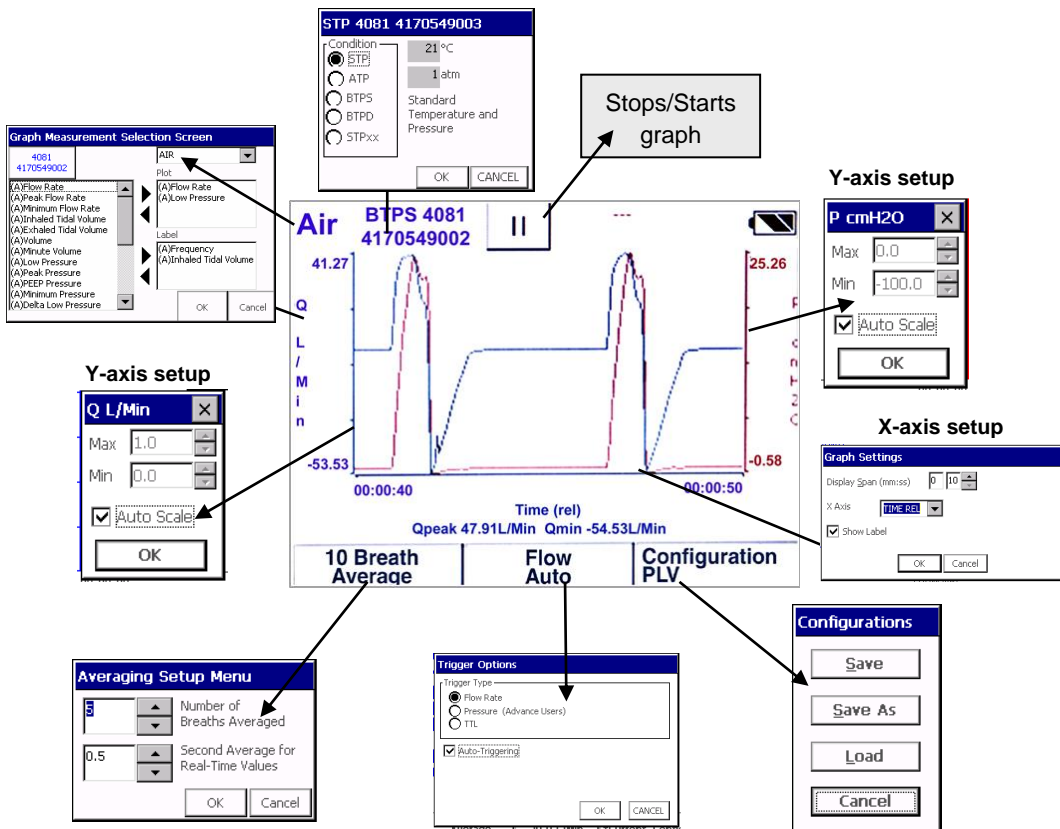 STP 4081 4170549003
Condition
STP
ATP
BTPS
BTPD
STPxx
21 °C
1 atm
Standard
Temperature and
Pressure
OK
CANCEL
Stops/Starts
graph
Graph Measurement Selection Screen
4081
4170549002
AIR
Plot
(A)Flow Rate
(A)Peak Flow Rate
(A)Minimum Flow Rate
(A)Inhaled Tidal Volume
(A)Exhaled Tidal Volume
(A)Volume
(A)Minute Volume
(A)Low Pressure
(A)Peak Pressure
(A)PEEP Pressure
(A)Minimum Pressure
(A)Delta Low Pressure
(A)Flow Rate
(A)Low Pressure
Label
(A)Frequency
(A)Inhaled Tidal Volume
OK
Cancel
Air
BTPS 4081
4170549002
II
---
41.27
Q
L
/
M
i
n
-53.53
25.26
-0.58
00:00:40
00:00:50
Time (rel)
Qpeak 47.91L/Min Qmin -54.53L/Min
10 Breath
Average
Flow
Auto
Configuration
PLV
Y-axis setup
P cmH2O
Max 0.0
Min -100.0
Auto Scale
OK
Y-axis setup
Q L/Min
Max 1.0
Min 0.0
Auto Scale
OK
X-axis setup
Graph Settings
Display Span (mm:ss) 0 10
X Axis TIME REL
Show Label
OK
Cancel
Averaging Setup Menu
5
Number of
Breaths Averaged
0.5
Second Average for
Real-Time Values
OK
Cancel
Trigger Options
Trigger Type
Flow Rate
Pressure (Advance Users)
TTL
Auto-Triggering
OK
CANCEL
Configurations
Save
Save As
Load
Cancel